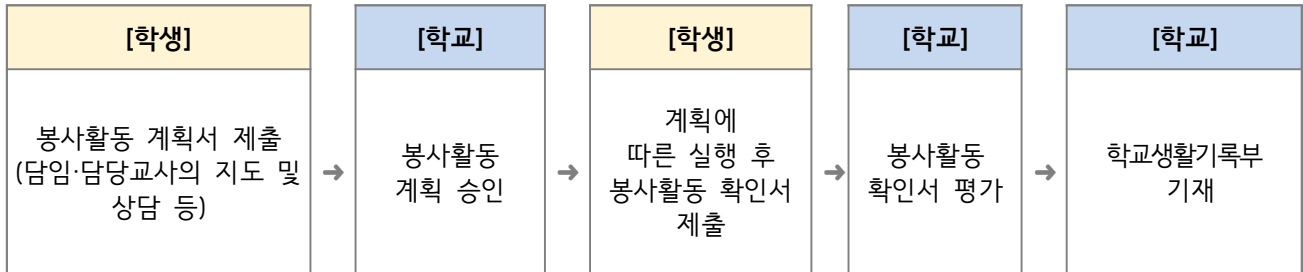 [학생]
봉사활동 계획서 제출
(담임·담당교사의 지도 및
상담 등)
➜
[학교]
봉사활동
계획 승인
➜
[학생]
계획에
따른 실행 후
봉사활동 확인서
제출
➜
[학교]
봉사활동
확인서 평가
➜
[학교]
학교생활기록부
기재